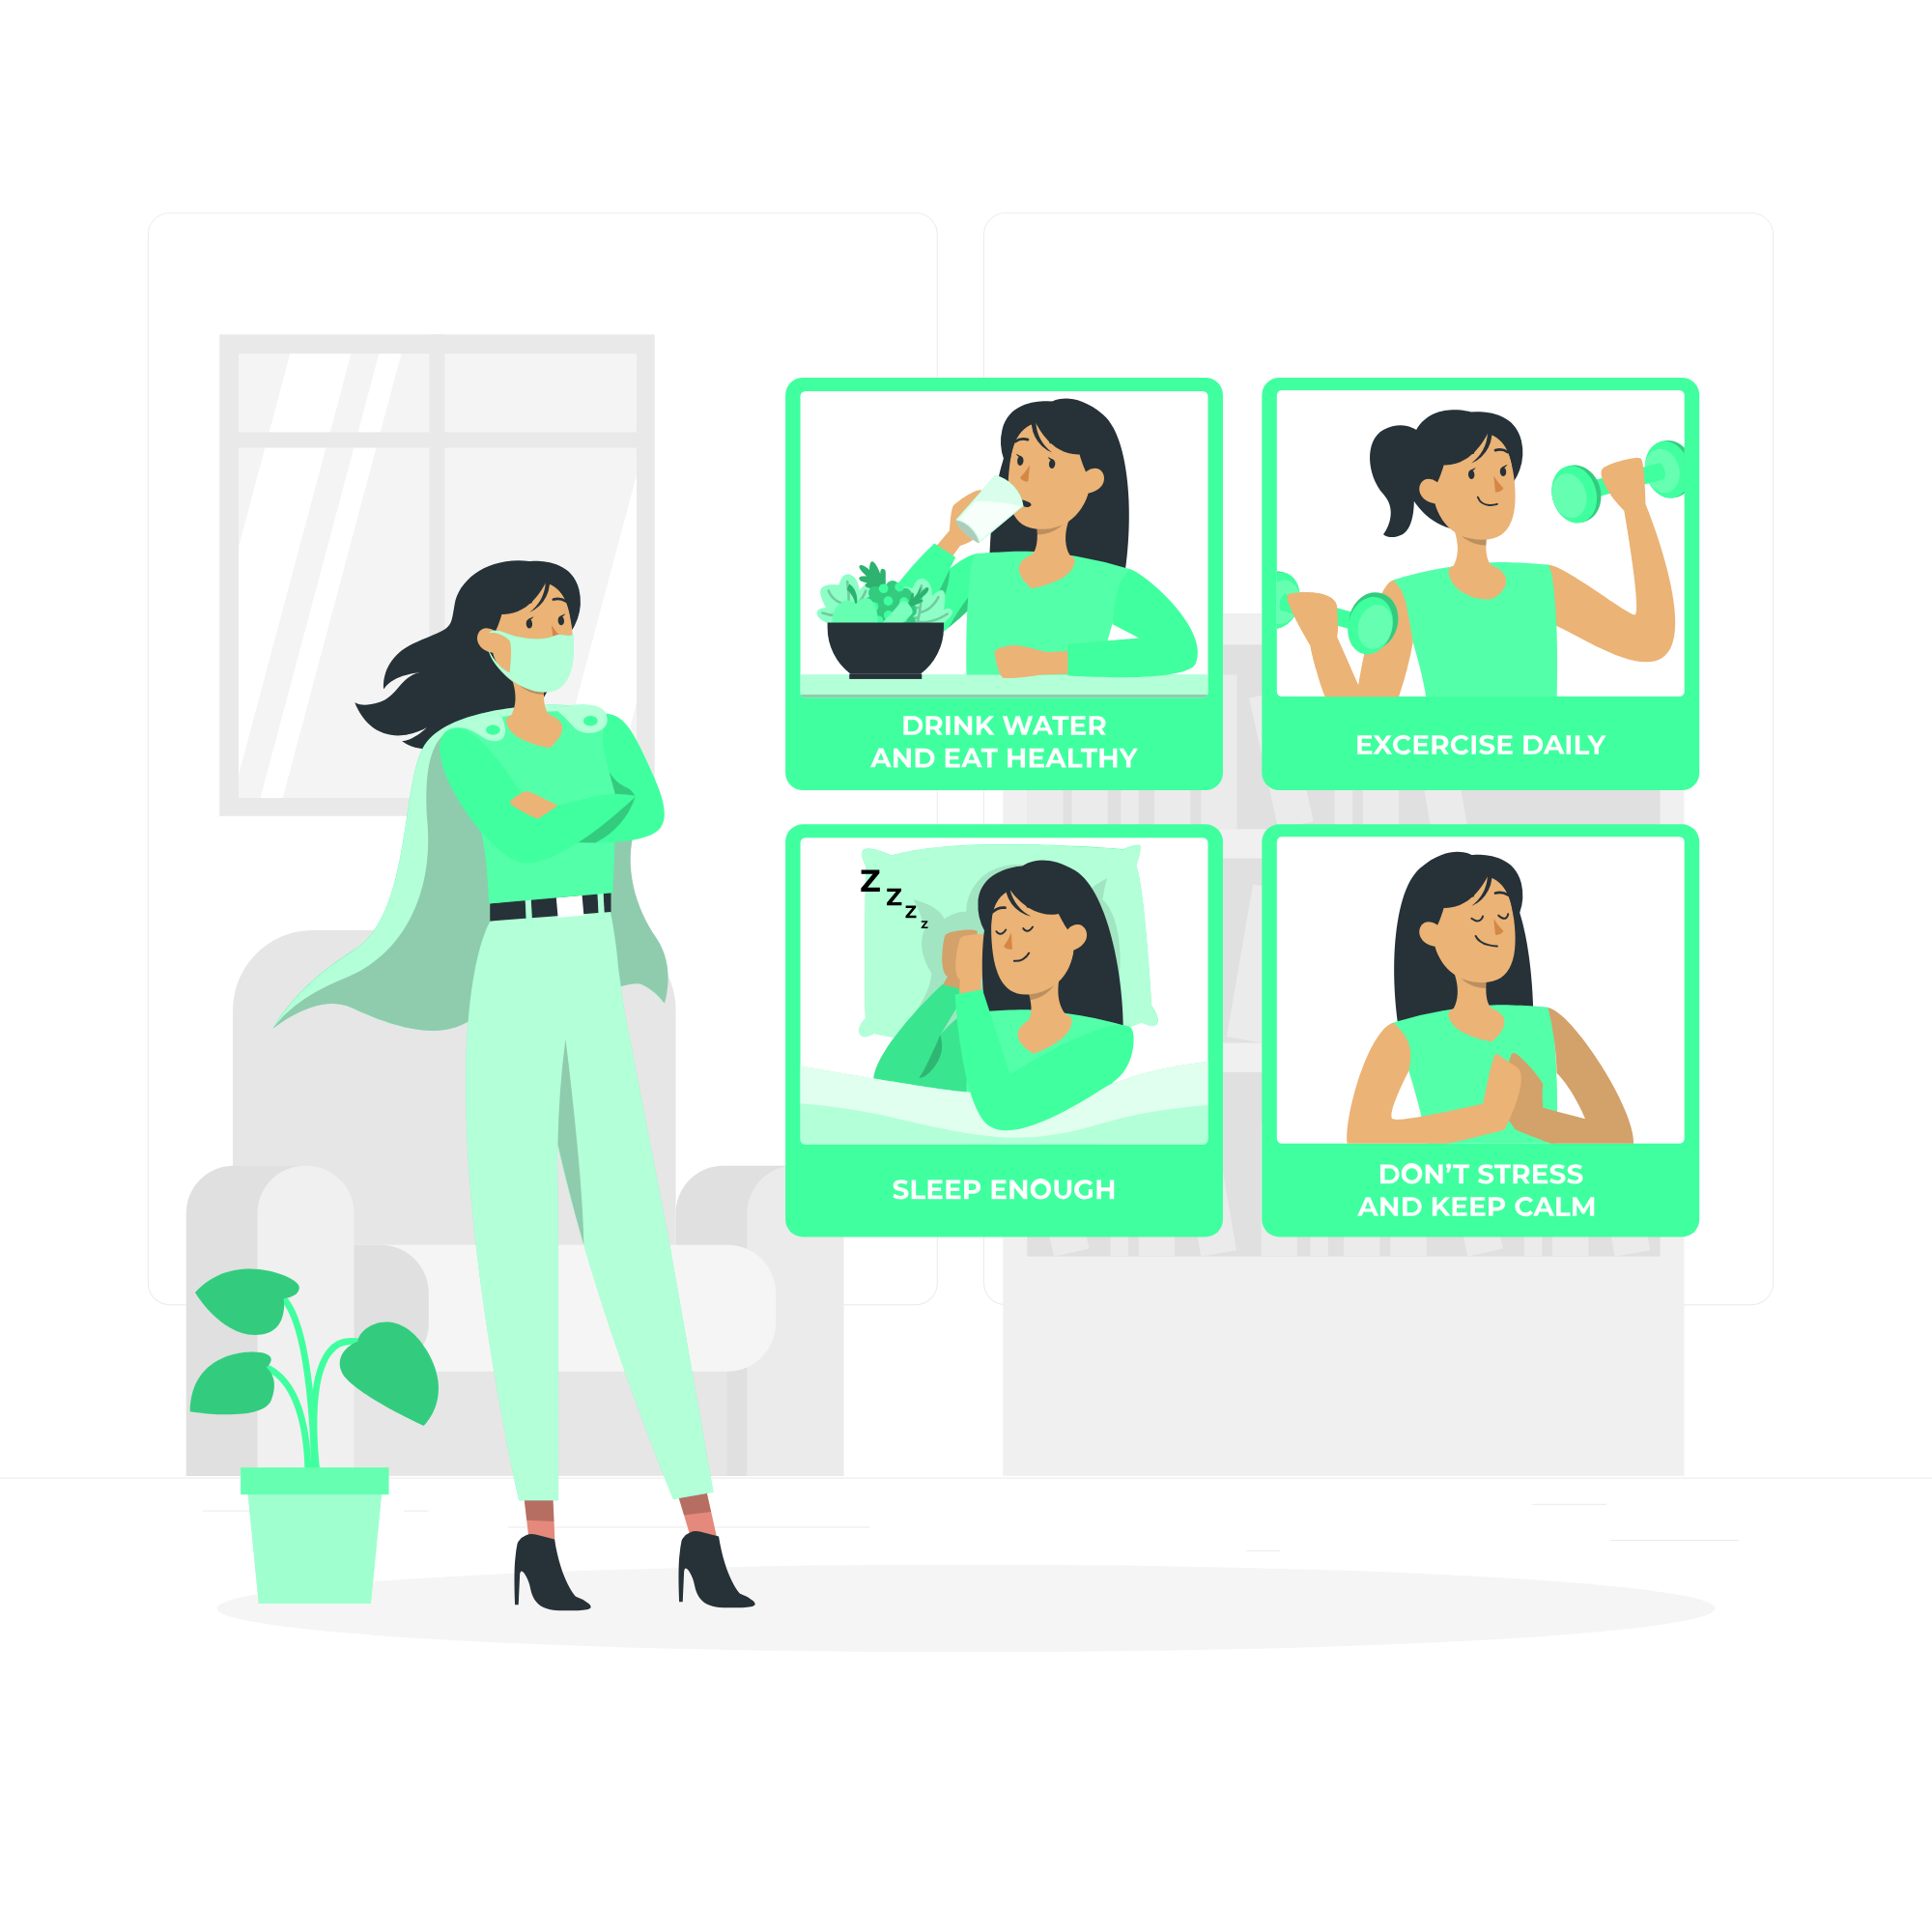 DRINK WATER
AND EAT HEALTHY
EXCERCISE DAILY
Z
Z
Z
Z
SLEEP ENOUGH
DON'T STRESS
AND KEEP CALM